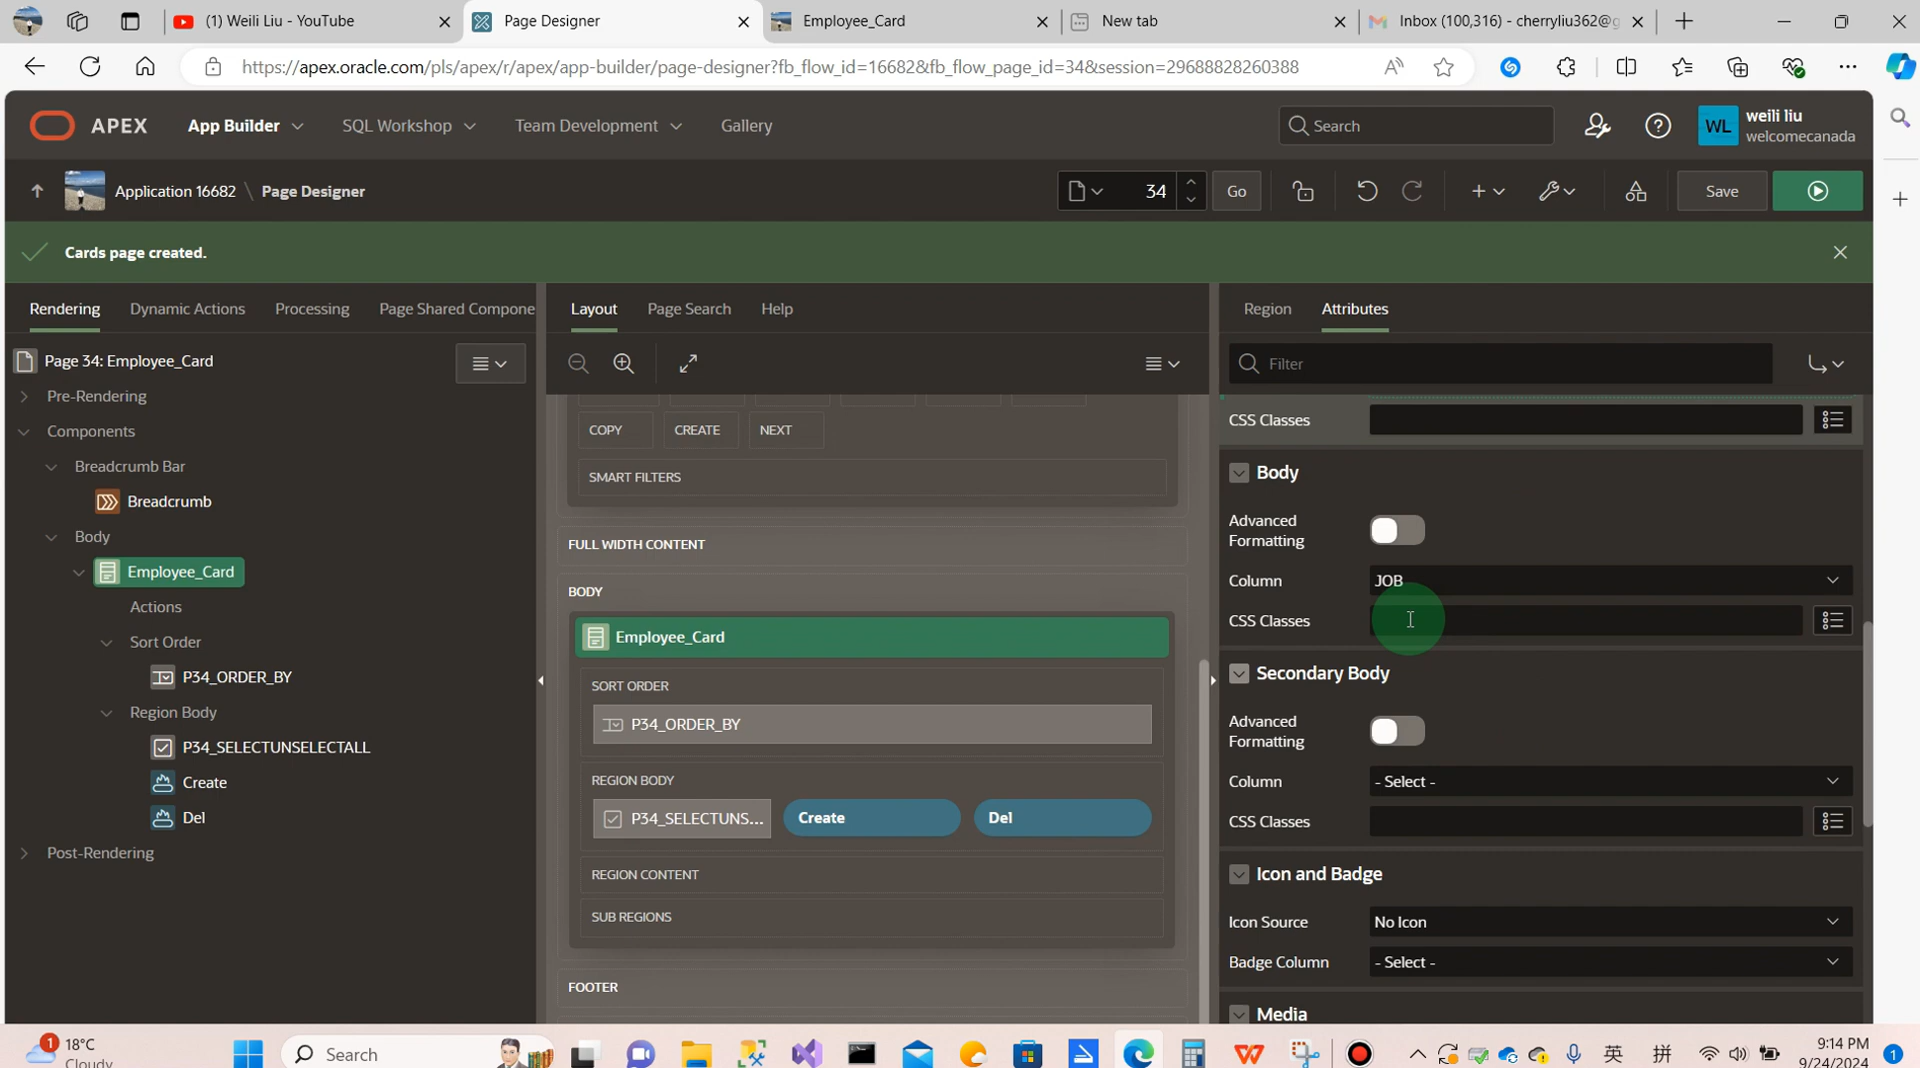 (1) Weili Liu - YouTube
Page Designer
Employee_Card
New tab
Inbox (100,316) - cherryliu362@g
https://apex.oracle.com/pls/apex/r/apex/app-builder/page-designer?fb_flow_id=16682&fb_flow_page_id=34&session=29688828260388
APEX
App Builder
SQL Workshop
Team Development
Gallery
Search
WL
weili liu
welcomecanada
Application 16682 \ Page Designer
34
Go
Save
Cards page created.
Rendering
Dynamic Actions
Processing
Page Shared Compone
Layout
Page Search
Help
Region
Attributes
Page 34: Employee_Card
Filter
Pre-Rendering
Components
Breadcrumb Bar
Breadcrumb
Body
Employee_Card
Actions
Sort Order
P34_ORDER_BY
Region Body
P34_SELECTUNSELECTALL
Create
Del
Post-Rendering
COPY
CREATE
NEXT
SMART FILTERS
FULL WIDTH CONTENT
BODY
Employee_Card
SORT ORDER
P34_ORDER_BY
REGION BODY
P34_SELECTUNS...
Create
Del
REGION CONTENT
SUB REGIONS
FOOTER
CSS Classes
Body
Advanced
Formatting
Column
JOB
CSS Classes
Secondary Body
Advanced
Formatting
Column
- Select -
CSS Classes
Icon and Badge
Icon Source
No Icon
Badge Column
- Select -
Media
1
18°C
Cloudy
Search
英
拼
9:14 PM
9/24/2024
1